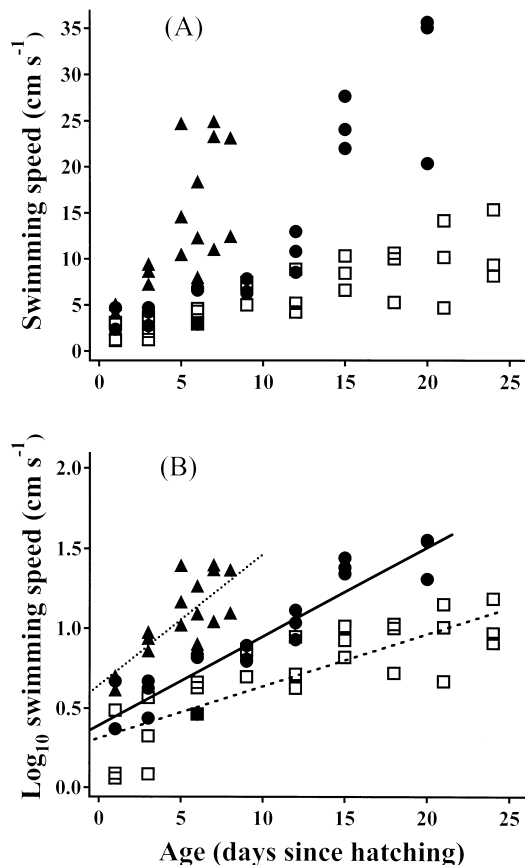 (A)
Swimming speed (cm s⁻¹)
35
30
25
20
15
10
5
0
0 5 10 15 20 25
(B)
Log₁₀ swimming speed (cm s⁻¹)
2.0
1.5
1.0
0.5
0.0
0 5 10 15 20 25
Age (days since hatching)